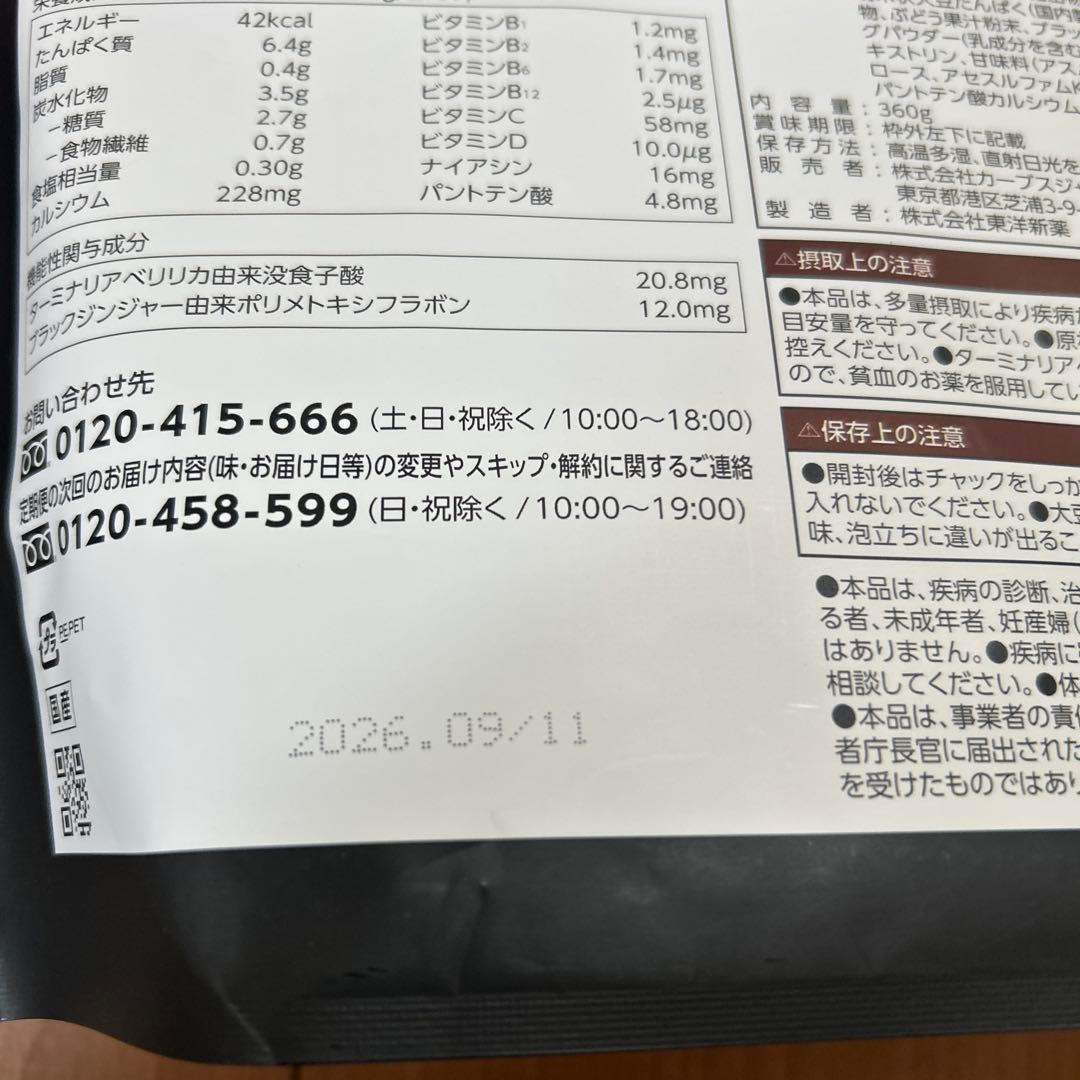 エネルギー 42kcal ビタミンB1 1.2mg
たんぱく質 6.4g ビタミンB2 1.4mg
脂質 0.4g ビタミンB6 1.7mg
炭水化物 3.5g ビタミンB12 2.5μg
－糖質 2.7g ビタミンC 58mg
－食物繊維 0.7g ビタミンD 10.0μg
食塩相当量 0.30g ナイアシン 16mg
カルシウム 228mg パントテン酸 4.8mg
機能性関与成分
ターミナリアベリリカ由来没食子酸 20.8mg
ブラックジンジャー由来ポリメトキシフラボン 12.0mg
お問い合わせ先
0120-415-666 (土・日・祝除く/10:00〜18:00)
定期便の次回のお届け内容(味・お届け日等)の変更やスキップ・解約に関するご連絡
0120-458-599 (日・祝除く/10:00〜19:00)
プラ PE,PET
国産
2026.09/11
物、ぶどう果汁粉末、ブラッ
グパウダー(乳成分を含む
キストリン、甘味料(アス
ロース、アセスルファムK
パントテン酸カルシウム
内容量：360g
賞味期限：枠外左下に記載
保存方法：高温多湿、直射日光を
販売者：株式会社カーブスジャ
東京都港区芝浦3-9-
製造者：株式会社東洋新薬
⚠摂取上の注意
●本品は、多量摂取により疾病
目安量を守ってください。●原
控えください。●ターミナリア
ので、貧血のお薬を服用してい
⚠保存上の注意
●開封後はチャックをしっか
入れないでください。●大豆
味、泡立ちに違いが出るこ
●本品は、疾病の診断、治
る者、未成年者、妊産婦(
はありません。●疾病に
相談してください。●体
●本品は、事業者の責任
者庁長官に届出された
を受けたものではあり